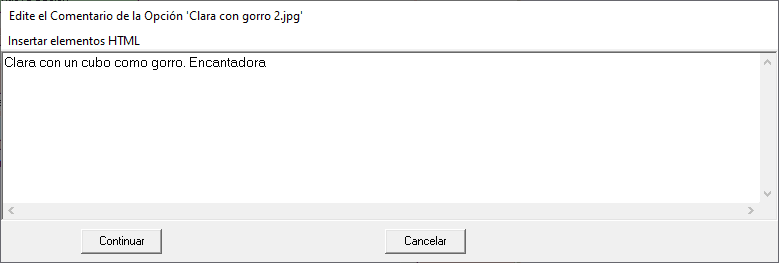 Edite el Comentario de la Opción 'Clara con gorro 2.jpg'
Insertar elementos HTML
Clara con un cubo como gorro. Encantadora
Continuar Cancelar